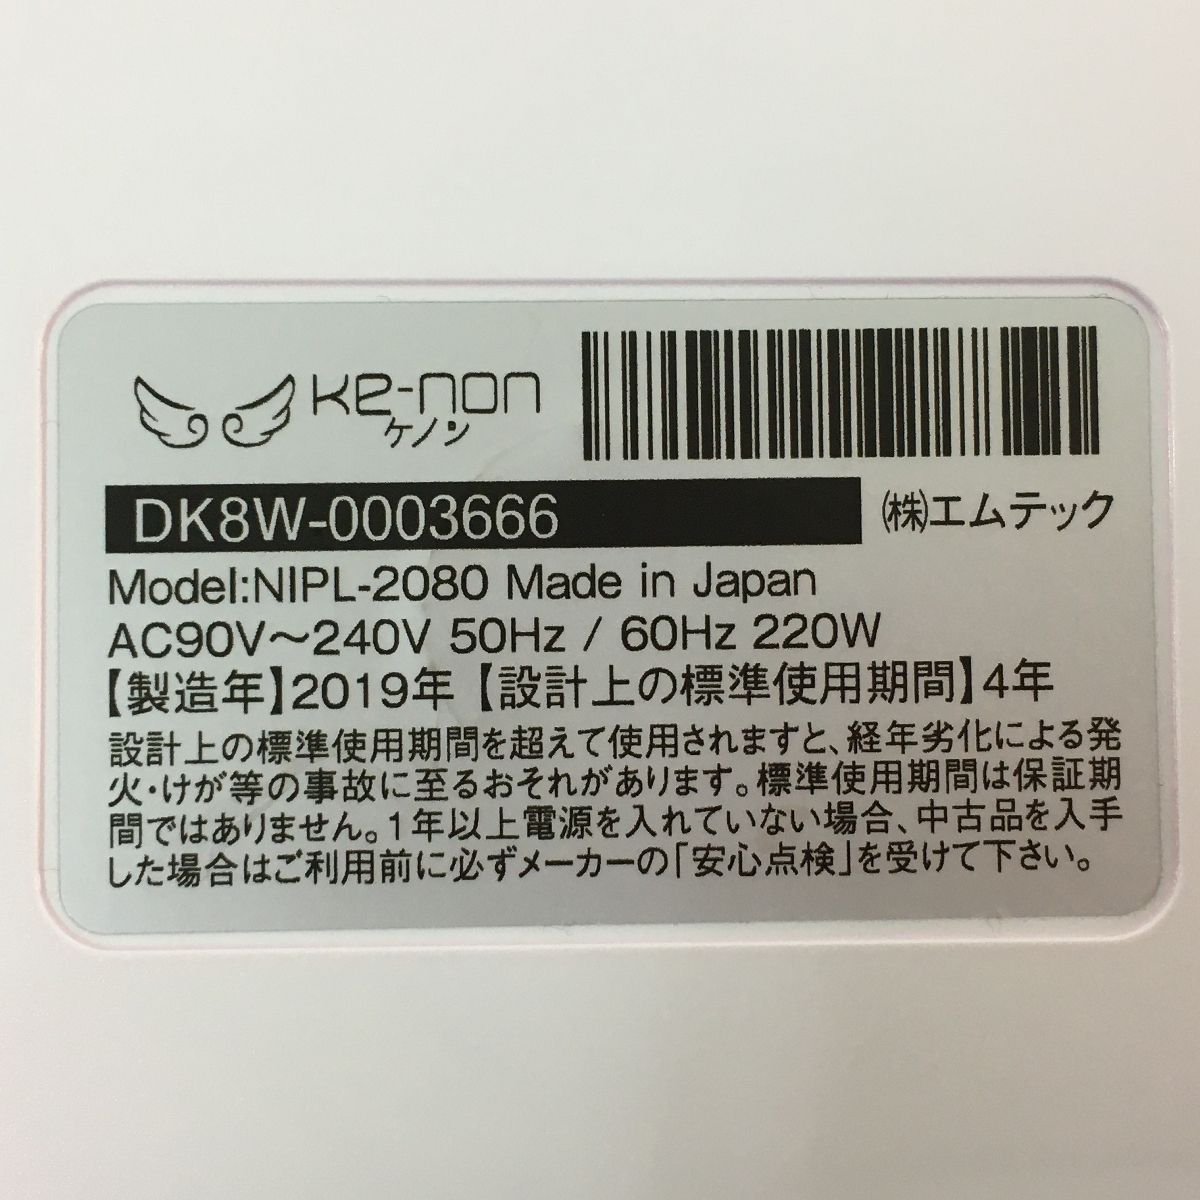 Ke-non
ケノン
DK8W-0003666
㈱エムテック
Model:NIPL-2080 Made in Japan
AC90V〜240V 50Hz / 60Hz 220W
【製造年】2019年【設計上の標準使用期間】4年
設計上の標準使用期間を超えて使用されますと、経年劣化による発
火・けが等の事故に至るおそれがあります。標準使用期間は保証期
間ではありません。1年以上電源を入れていない場合、中古品を入手
した場合はご利用前に必ずメーカーの「安心点検」を受けて下さい。